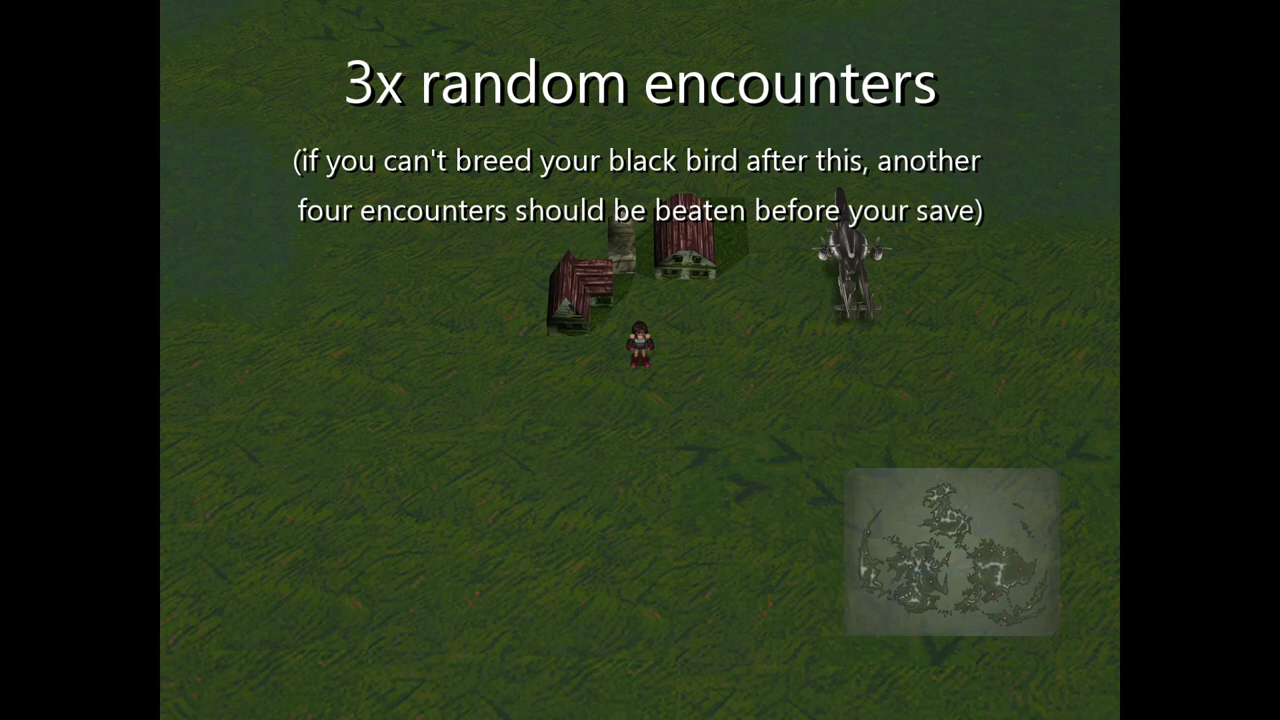 3x random encounters
(if you can't breed your black bird after this, another
four encounters should be beaten before your save)